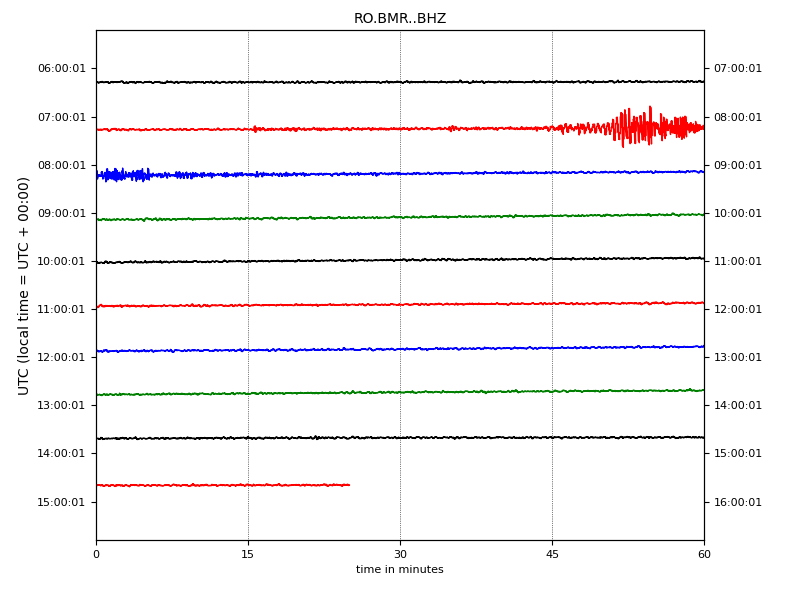 RO.BMR..BHZ
06:00:01 07:00:01
07:00:01 08:00:01
08:00:01 09:00:01
09:00:01 10:00:01
10:00:01 11:00:01
11:00:01 12:00:01
12:00:01 13:00:01
13:00:01 14:00:01
14:00:01 15:00:01
15:00:01 16:00:01
UTC (local time = UTC + 00:00)
0 15 30 45 60
time in minutes